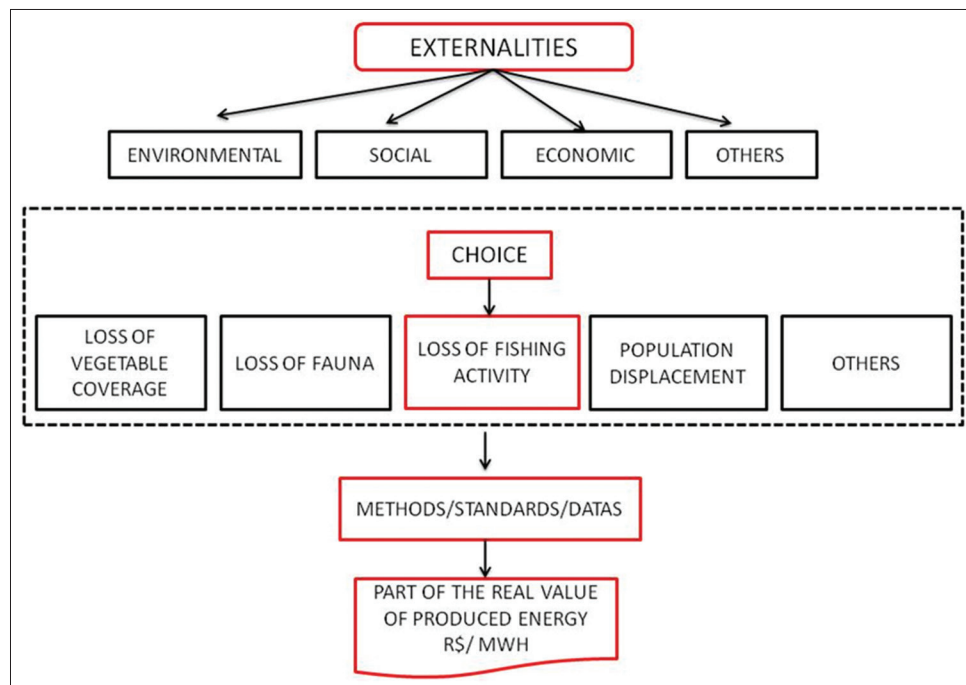 EXTERNALITIES
ENVIRONMENTAL
SOCIAL
ECONOMIC
OTHERS
CHOICE
LOSS OF
VEGETABLE
COVERAGE
LOSS OF FAUNA
LOSS OF FISHING
ACTIVITY
POPULATION
DISPLACEMENT
OTHERS
METHODS/STANDARDS/DATAS
PART OF THE REAL VALUE
OF PRODUCED ENERGY
R$/ MWH